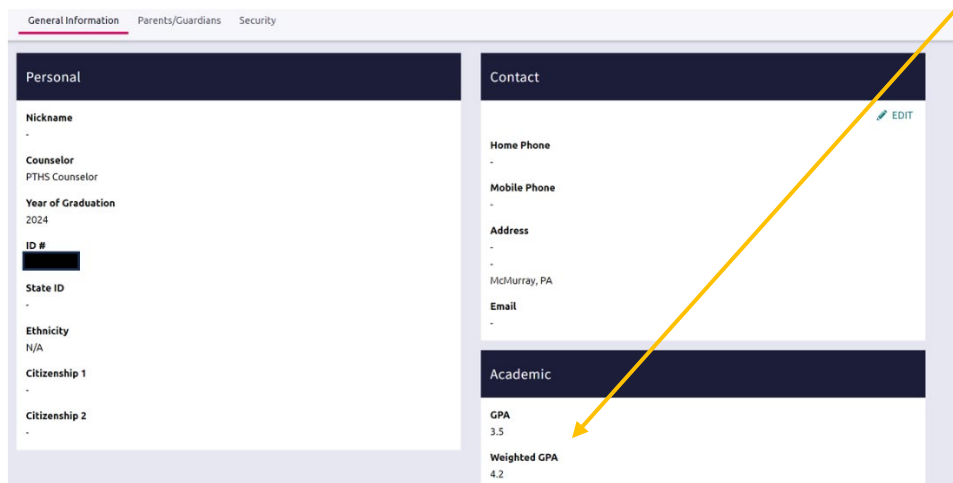 General Information Parents/Guardians Security
Personal
Nickname
-
Counselor
PTHS Counselor
Year of Graduation
2024
ID #
State ID
-
Ethnicity
N/A
Citizenship 1
-
Citizenship 2
-
Contact
EDIT
Home Phone
-
Mobile Phone
-
Address
-
-
McMurray, PA
Email
-
Academic
GPA
3.5
Weighted GPA
4.2